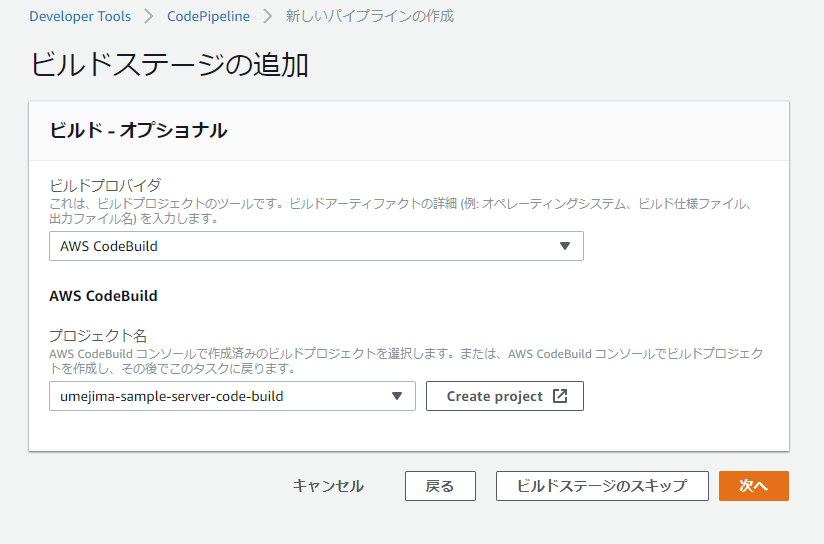 Developer Tools > CodePipeline > 新しいパイプラインの作成
ビルドステージの追加
ビルド - オプショナル
ビルドプロバイダ
これは、ビルドプロジェクトのツールです。ビルドアーティファクトの詳細 (例: オペレーティングシステム、ビルド仕様ファイル、
出力ファイル名) を入力します。
AWS CodeBuild
AWS CodeBuild
プロジェクト名
AWS CodeBuild コンソールで作成済みのビルドプロジェクトを選択します。または、AWS CodeBuild コンソールでビルドプロジェク
トを作成し、その後でこのタスクに戻ります。
umejima-sample-server-code-build
Create project
キャンセル
戻る
ビルドステージのスキップ
次へ